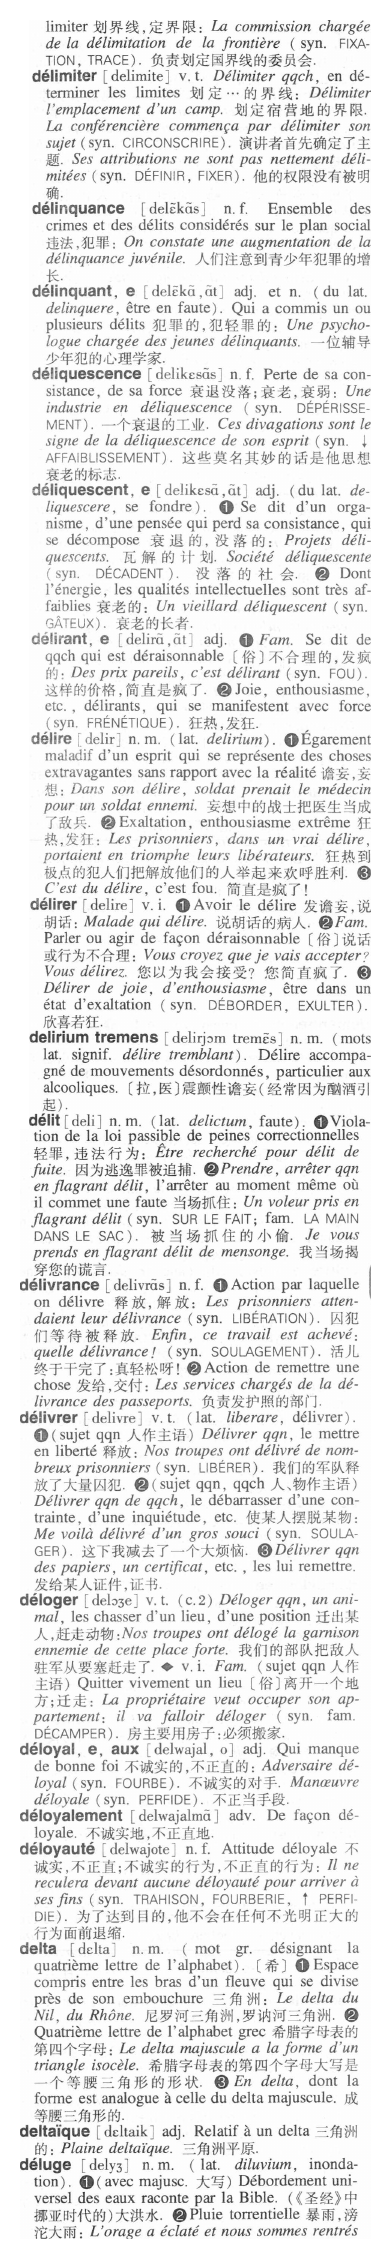 limiter 划界线,定界限: La commission chargée
de la délimitation de la frontière (syn. FIXA-
TION, TRACE). 负责划定国界线的委员会.
délimiter [delimite] v. t. Délimiter qqch, en dé-
terminer les limites 划定…的界线: Délimiter
l'emplacement d'un camp. 划定宿营地的界限.
La conférencière commença par délimiter son
sujet (syn. CIRCONSCRIRE). 演讲者首先确定了主
题. Ses attributions ne sont pas nettement déli-
mitées (syn. DÉFINIR, FIXER). 他的权限没有被明
确.
délinquance [delɛ̃kɑ̃s] n. f. Ensemble des
crimes et des délits considérés sur le plan social
违法,犯罪: On constate une augmentation de la
délinquance juvénile. 人们注意到青少年犯罪的增
长.
délinquant, e [delɛ̃kɑ̃,ɑ̃t] adj. et n. (du lat.
delinquere, être en faute). Qui a commis un ou
plusieurs délits 犯罪的,犯轻罪的: Une psycho-
logue chargée des jeunes délinquants. 一位辅导
少年犯的心理学家.
déliquescence [delikɛsɑ̃s] n. f. Perte de sa con-
sistance, de sa force 衰退没落;衰老,衰弱: Une
industrie en déliquescence (syn. DÉPÉRISSE-
MENT). 一个衰退的工业. Ces divagations sont le
signe de la déliquescence de son esprit (syn. ↓
AFFAIBLISSEMENT). 这些莫名其妙的话是他思想
衰老的标志.
déliquescent, e [delikesɑ̃,ɑ̃t] adj. (du lat. de-
liquescere, se fondre). ❶ Se dit d'un orga-
nisme, d'une pensée qui perd sa consistance, qui
se décompose 衰退的,没落的: Projets déli-
quescents. 瓦解的计划. Société déliquescente
(syn. DÉCADENT). 没落的社会. ❷ Dont
l'énergie, les qualités intellectuelles sont très af-
faiblies 衰老的: Un vieillard déliquescent (syn.
GÂTEUX). 衰老的长者.
délirant, e [delirɑ̃,ɑ̃t] adj. ❶ Fam. Se dit de
qqch qui est déraisonnable〔俗〕不合理的,发疯
的: Des prix pareils, c'est délirant (syn. FOU).
这样的价格,简直是疯了. ❷ Joie, enthousiasme,
etc., délirants, qui se manifestent avec force
(syn. FRÉNÉTIQUE). 狂热,发狂.
délire [delir] n. m. (lat. delirium). ❶ Égarement
maladif d'un esprit qui se représente des choses
extravagantes sans rapport avec la réalité 谵妄,妄
想: Dans son délire, soldat prenait le médecin
pour un soldat ennemi. 妄想中的战士把医生当成
了敌兵. ❷ Exaltation, enthousiasme extrême 狂
热,发狂: Les prisonniers, dans un vrai délire,
portaient en triomphe leurs libérateurs. 狂热到
极点的犯人们把解放他们的人举起来欢呼胜利. ❸
C'est du délire, c'est fou. 简直是疯了!
délirer [delire] v. i. ❶ Avoir le délire 发谵妄,说
胡话: Malade qui délire. 说胡话的病人. ❷ Fam.
Parler ou agir de façon déraisonnable〔俗〕说话
或行为不合理: Vous croyez que je vais accepter?
Vous délirez. 您以为我会接受? 您简直疯了. ❸
Délirer de joie, d'enthousiasme, être dans un
état d'exaltation (syn. DÉBORDER, EXULTER).
欣喜若狂.
delirium tremens [delirjɔm tremɛ̃s] n. m. (mots
lat. signif. délire tremblant). Délire accompa-
gné de mouvements désordonnés, particulier aux
alcooliques. [拉,医]震颤性谵妄(经常因为酗酒引
起).
délit [deli] n. m. (lat. delictum, faute). ❶ Viola-
tion de la loi passible de peines correctionnelles
轻罪,违法行为: Être recherché pour délit de
fuite. 因为逃逸罪被追捕. ❷ Prendre, arrêter qqn
en flagrant délit, l'arrêter au moment même où
il commet une faute 当场抓住: Un voleur pris en
flagrant délit (syn. SUR LE FAIT; fam. LA MAIN
DANS LE SAC). 被当场抓住的小偷. Je vous
prends en flagrant délit de mensonge. 我当场揭
穿您的谎言.
délivrance [delivrɑ̃s] n. f. ❶ Action par laquelle
on délivre 释放,解放: Les prisonniers atten-
daient leur délivrance (syn. LIBÉRATION). 囚犯
们等待被释放. Enfin, ce travail est achevé:
quelle délivrance! (syn. SOULAGEMENT). 活儿
终于干完了:真轻松呀! ❷ Action de remettre une
chose 发给,交付: Les services chargés de la dé-
livrance des passeports. 负责发护照的部门.
délivrer [delivre] v. t. (lat. liberare, délivrer).
❶ (sujet qqn 人作主语) Délivrer qqn, le mettre
en liberté 释放: Nos troupes ont délivré de nom-
breux prisonniers (syn. LIBÉRER). 我们的军队释
放了大量囚犯. ❷ (sujet qqn, qqch 人、物作主语)
Délivrer qqn de qqch, le débarrasser d'une con-
trainte, d'une inquiétude, etc. 使某人摆脱某物:
Me voilà délivré d'un gros souci (syn. SOULA-
GER). 这下我减去了一个大烦恼. ❸ Délivrer qqn
des papiers, un certificat, etc., les lui remettre.
发给某人证件,证书.
déloger [delɔʒe] v. t. (c. 2) Déloger qqn, un ani-
mal, les chasser d'un lieu, d'une position 迁出某
人,赶走动物:Nos troupes ont délogé la garnison
ennemie de cette place forte. 我们的部队把敌人
驻军从要塞赶走了. ◆ v. i. Fam. (sujet qqn 人作
主语) Quitter vivement un lieu〔俗〕离开一个地
方;迁走: La propriétaire veut occuper son ap-
partement: il va falloir déloger (syn. fam.
DÉCAMPER). 房主要用房子:必须搬家.
déloyal, e, aux [delwajal, o] adj. Qui manque
de bonne foi 不诚实的,不正直的: Adversaire dé-
loyal (syn. FOURBE). 不诚实的对手. Manœuvre
déloyale (syn. PERFIDE). 不正当手段.
déloyalement [delwajalmɑ̃] adv. De façon dé-
loyale. 不诚实地,不正直地.
déloyauté [delwajote] n. f. Attitude déloyale 不
诚实,不正直;不诚实的行为,不正直的行为: Il ne
reculera devant aucune déloyauté pour arriver à
ses fins (syn. TRAHISON, FOURBERIE, ↑ PERFI-
DIE). 为了达到目的,他不会在任何不光明正大的
行为面前退缩.
delta [dɛlta] n. m. (mot gr. désignant la
quatrième lettre de l'alphabet).〔希〕❶ Espace
compris entre les bras d'un fleuve qui se divise
près de son embouchure 三角洲: Le delta du
Nil, du Rhône. 尼罗河三角洲,罗讷河三角洲. ❷
Quatrième lettre de l'alphabet grec 希腊字母表的
第四个字母: Le delta majuscule a la forme d'un
triangle isocèle. 希腊字母表的第四个字母大写是
一个等腰三角形的形状. ❸ En delta, dont la
forme est analogue à celle du delta majuscule. 成
等腰三角形的.
deltaïque [dɛltaik] adj. Relatif à un delta 三角洲
的: Plaine deltaïque. 三角洲平原.
déluge [delyʒ] n. m. (lat. diluvium, inonda-
tion). ❶ (avec majusc. 大写) Débordement uni-
versel des eaux raconte par la Bible. (《圣经》中
挪亚时代的)大洪水. ❷ Pluie torrentielle 暴雨,滂
沱大雨: L'orage a éclaté et nous sommes rentrés